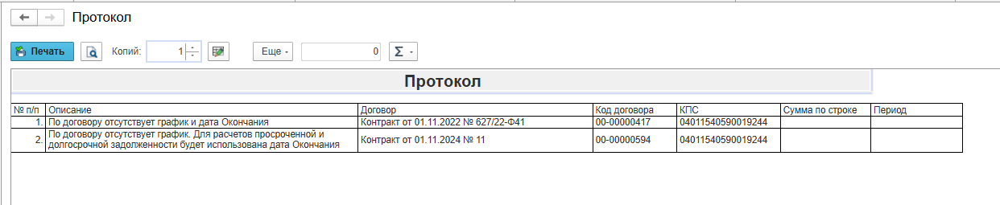 Протокол
Печать Копий: 1 Еще 0 Σ
Протокол
№ п/п Описание Договор Код договора КПС Сумма по строке Период
1. По договору отсутствует график и дата Окончания Контракт от 01.11.2022 № 627/22-Ф41 00-00000417 04011540590019244
2. По договору отсутствует график. Для расчетов просроченной и
долгосрочной задолженности будет использована дата Окончания Контракт от 01.11.2024 № 11 00-00000594 04011540590019244